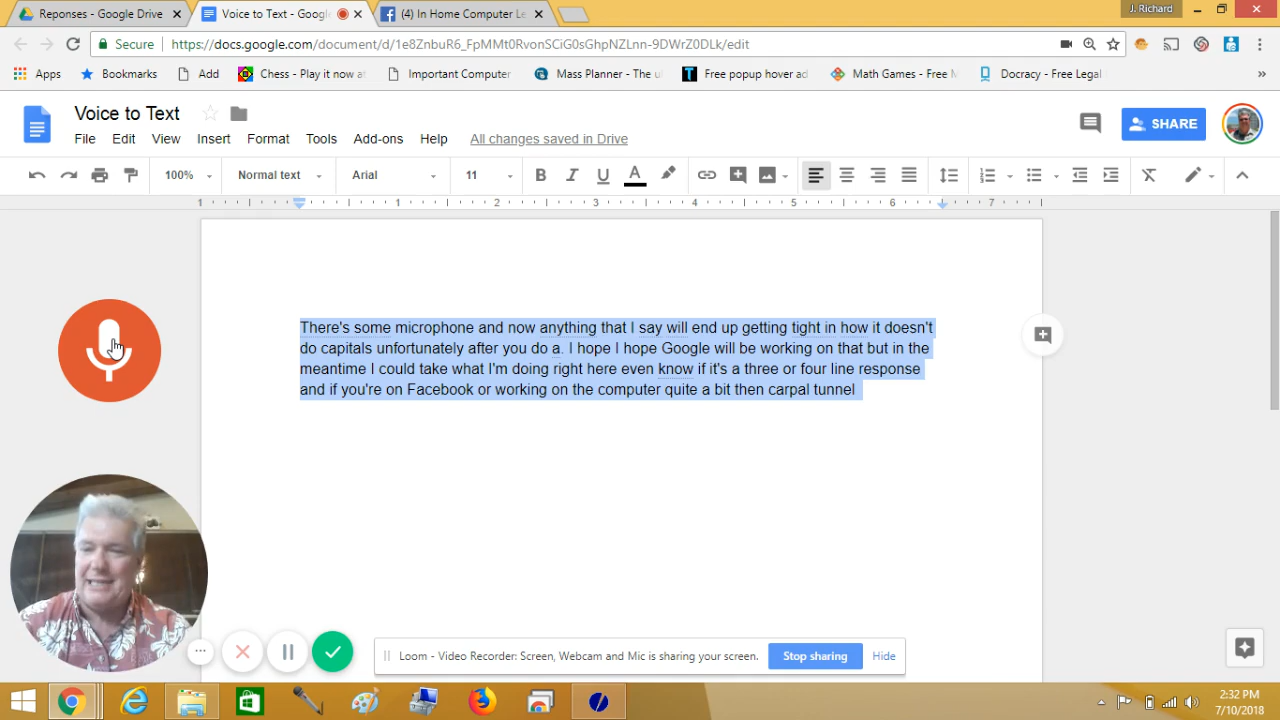 J. Richard
Reponses - Google Drive
Voice to Text - Googl
(4) In Home Computer Le
Secure
https://docs.google.com/document/d/1e8ZnbuR6_FpMMt0RvonSCiG0sGhpNZLnn-9DWrZ0DLk/edit
Apps
Bookmarks
Add
Chess - Play it now at
Important Computer
Mass Planner - The u
Free popup hover ad
Math Games - Free M
Docracy - Free Legal
»
Voice to Text
SHARE
File Edit View Insert Format Tools Add-ons Help All changes saved in Drive
100% Normal text Arial 11 B I U A
1 1 2 3 4 5 6 7
There's some microphone and now anything that I say will end up getting tight in how it doesn't
do capitals unfortunately after you do a. I hope I hope Google will be working on that but in the
meantime I could take what I'm doing right here even know if it's a three or four line response
and if you're on Facebook or working on the computer quite a bit then carpal tunnel
Loom - Video Recorder: Screen, Webcam and Mic is sharing your screen. Stop sharing Hide
2:32 PM
7/10/2018